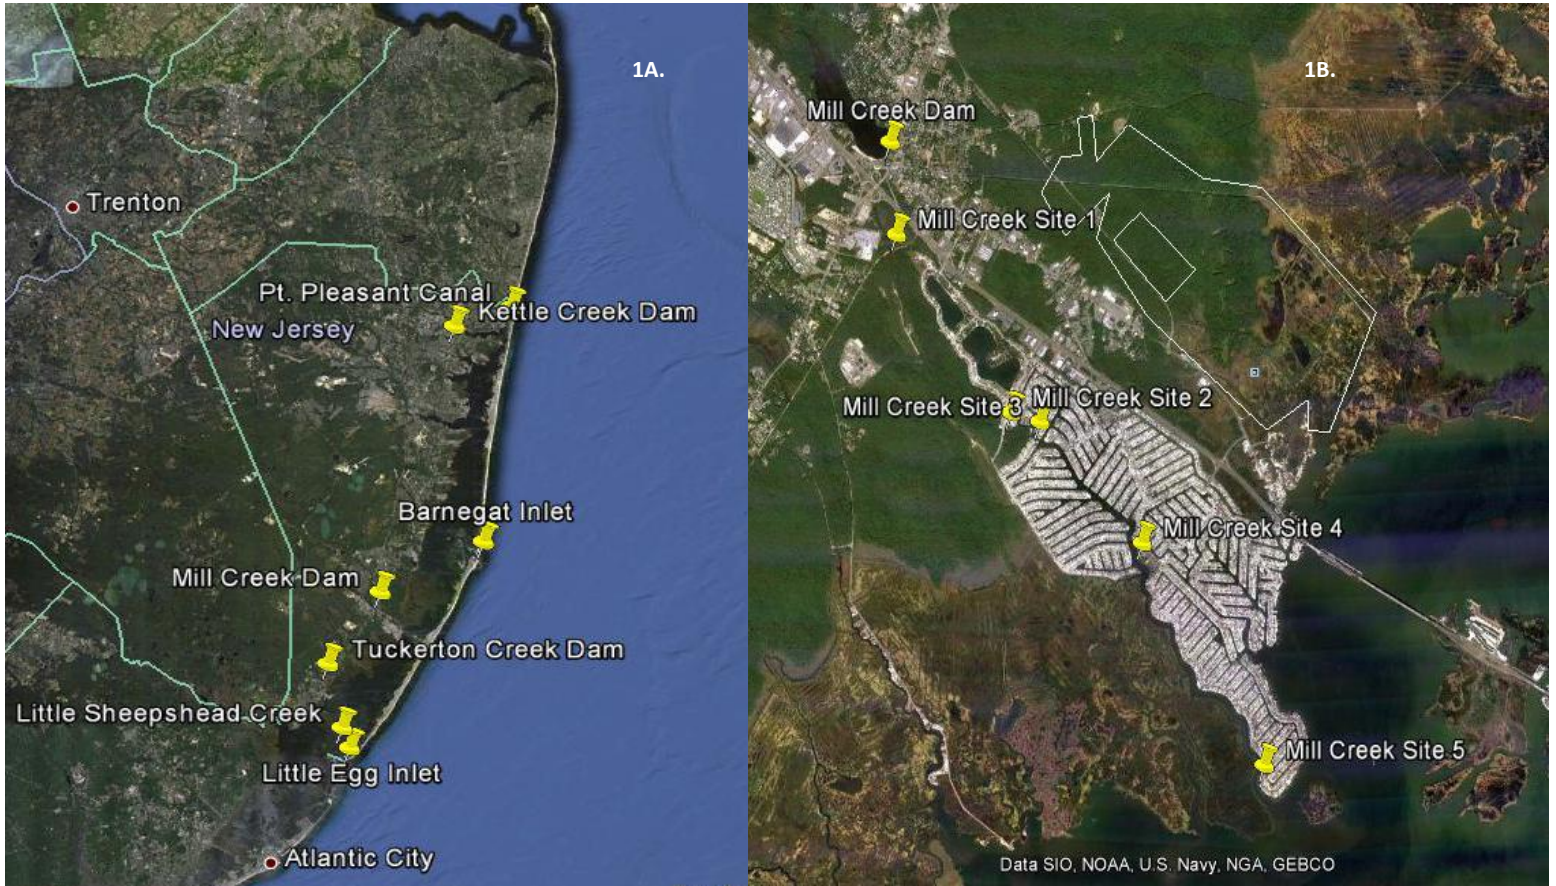 1A.
Trenton
Pt. Pleasant Canal
Kettle Creek Dam
New Jersey
Barnegat Inlet
Mill Creek Dam
Tuckerton Creek Dam
Little Sheepshead Creek
Little Egg Inlet
Atlantic City
1B.
Mill Creek Dam
Mill Creek Site 1
Mill Creek Site 2
Mill Creek Site 3
Mill Creek Site 4
Mill Creek Site 5
Data SIO, NOAA, U.S. Navy, NGA, GEBCO